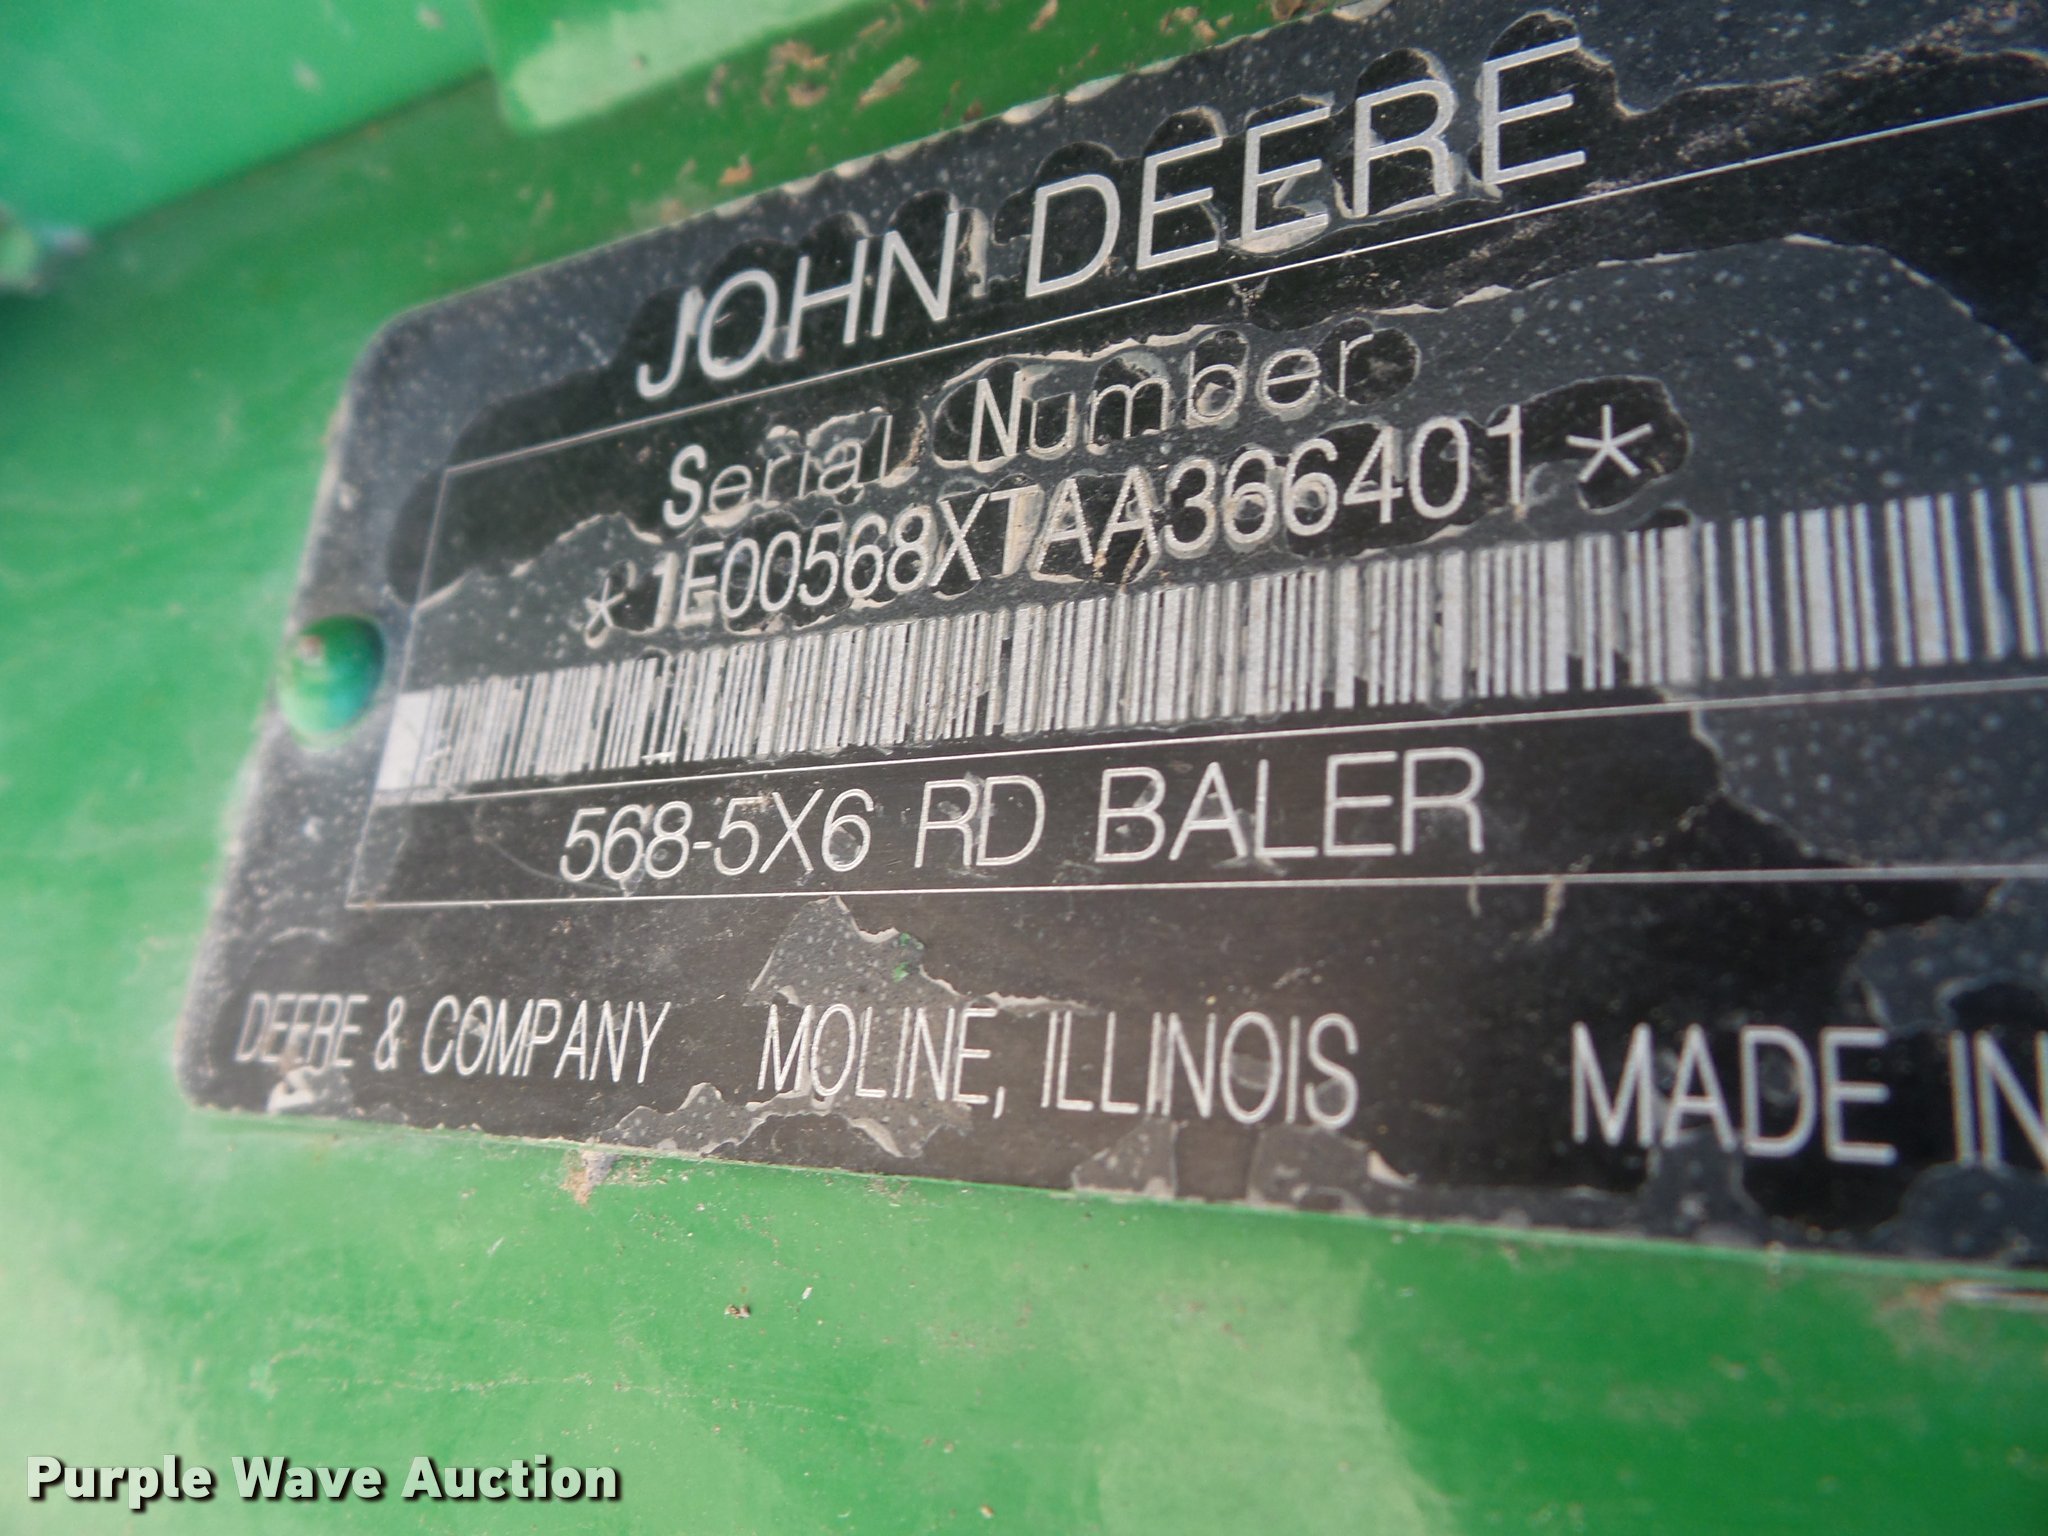 JOHN DEERE
Serial Number
*1E00568XTAA366401*
568-5X6 RD BALER
DEERE & COMPANY MOLINE, ILLINOIS MADE IN
Purple Wave Auction